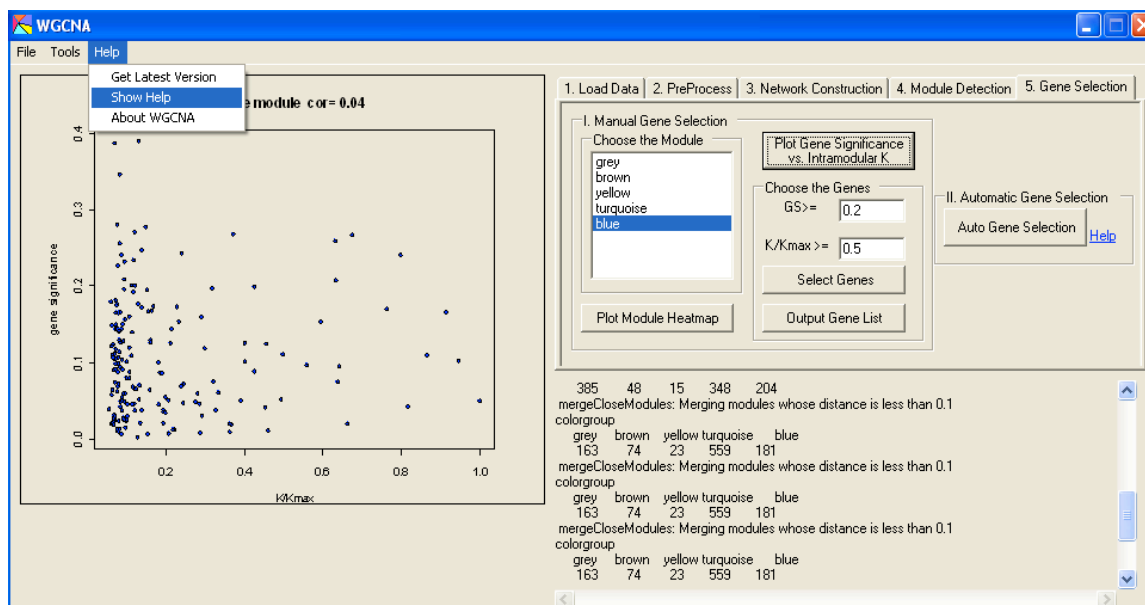 WGCNA
File Tools Help
Get Latest Version
Show Help
About WGCNA
module cor= 0.04
gene significance
0.4
0.3
0.2
0.1
0.0
0.2 0.4 0.6 0.8 1.0
K/Kmax
1. Load Data 2. PreProcess 3. Network Construction 4. Module Detection 5. Gene Selection
I. Manual Gene Selection
Choose the Module
grey
brown
yellow
turquoise
blue
Plot Module Heatmap
Plot Gene Significance
vs. Intramodular K
Choose the Genes
GS>= 0.2
K/Kmax >= 0.5
Select Genes
Output Gene List
II. Automatic Gene Selection
Auto Gene Selection Help
385 48 15 348 204
mergeCloseModules: Merging modules whose distance is less than 0.1
colorgroup
grey brown yellow turquoise blue
163 74 23 559 181
mergeCloseModules: Merging modules whose distance is less than 0.1
colorgroup
grey brown yellow turquoise blue
163 74 23 559 181
mergeCloseModules: Merging modules whose distance is less than 0.1
colorgroup
grey brown yellow turquoise blue
163 74 23 559 181